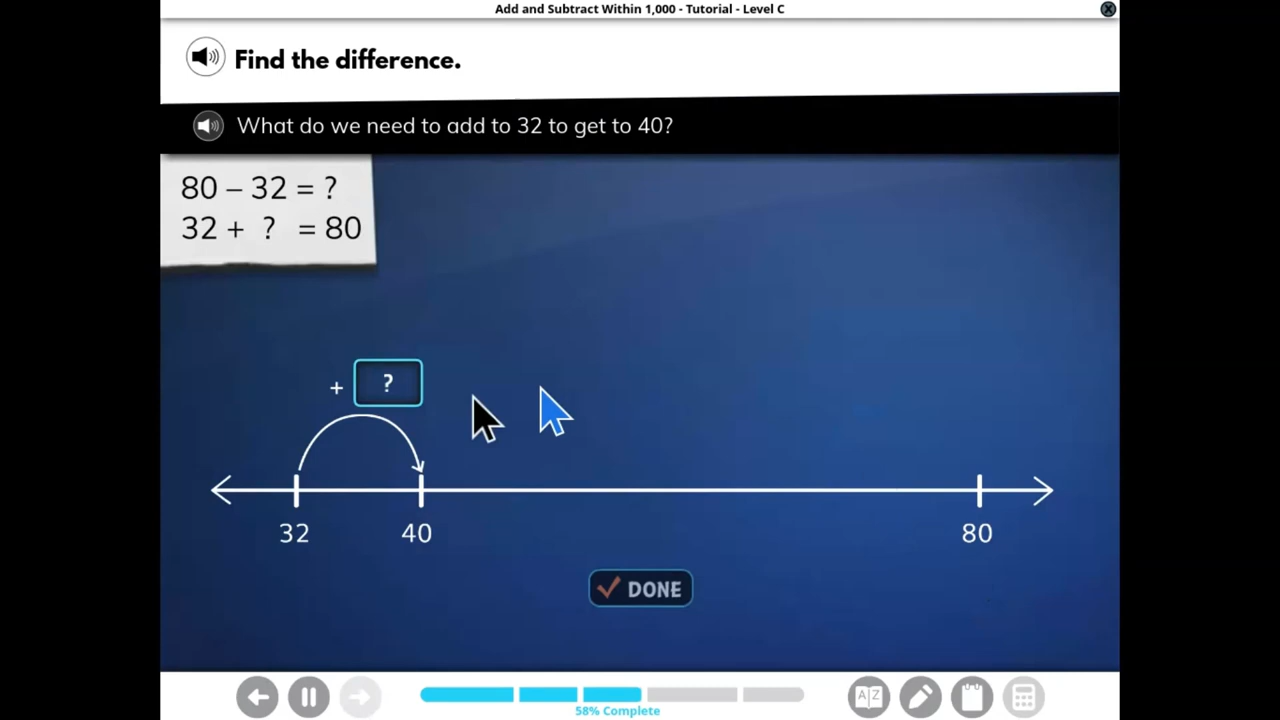 Add and Subtract Within 1,000 - Tutorial - Level C
Find the difference.
What do we need to add to 32 to get to 40?
80 – 32 = ?
32 + ? = 80
+ ?
32 40 80
DONE
58% Complete
A Z